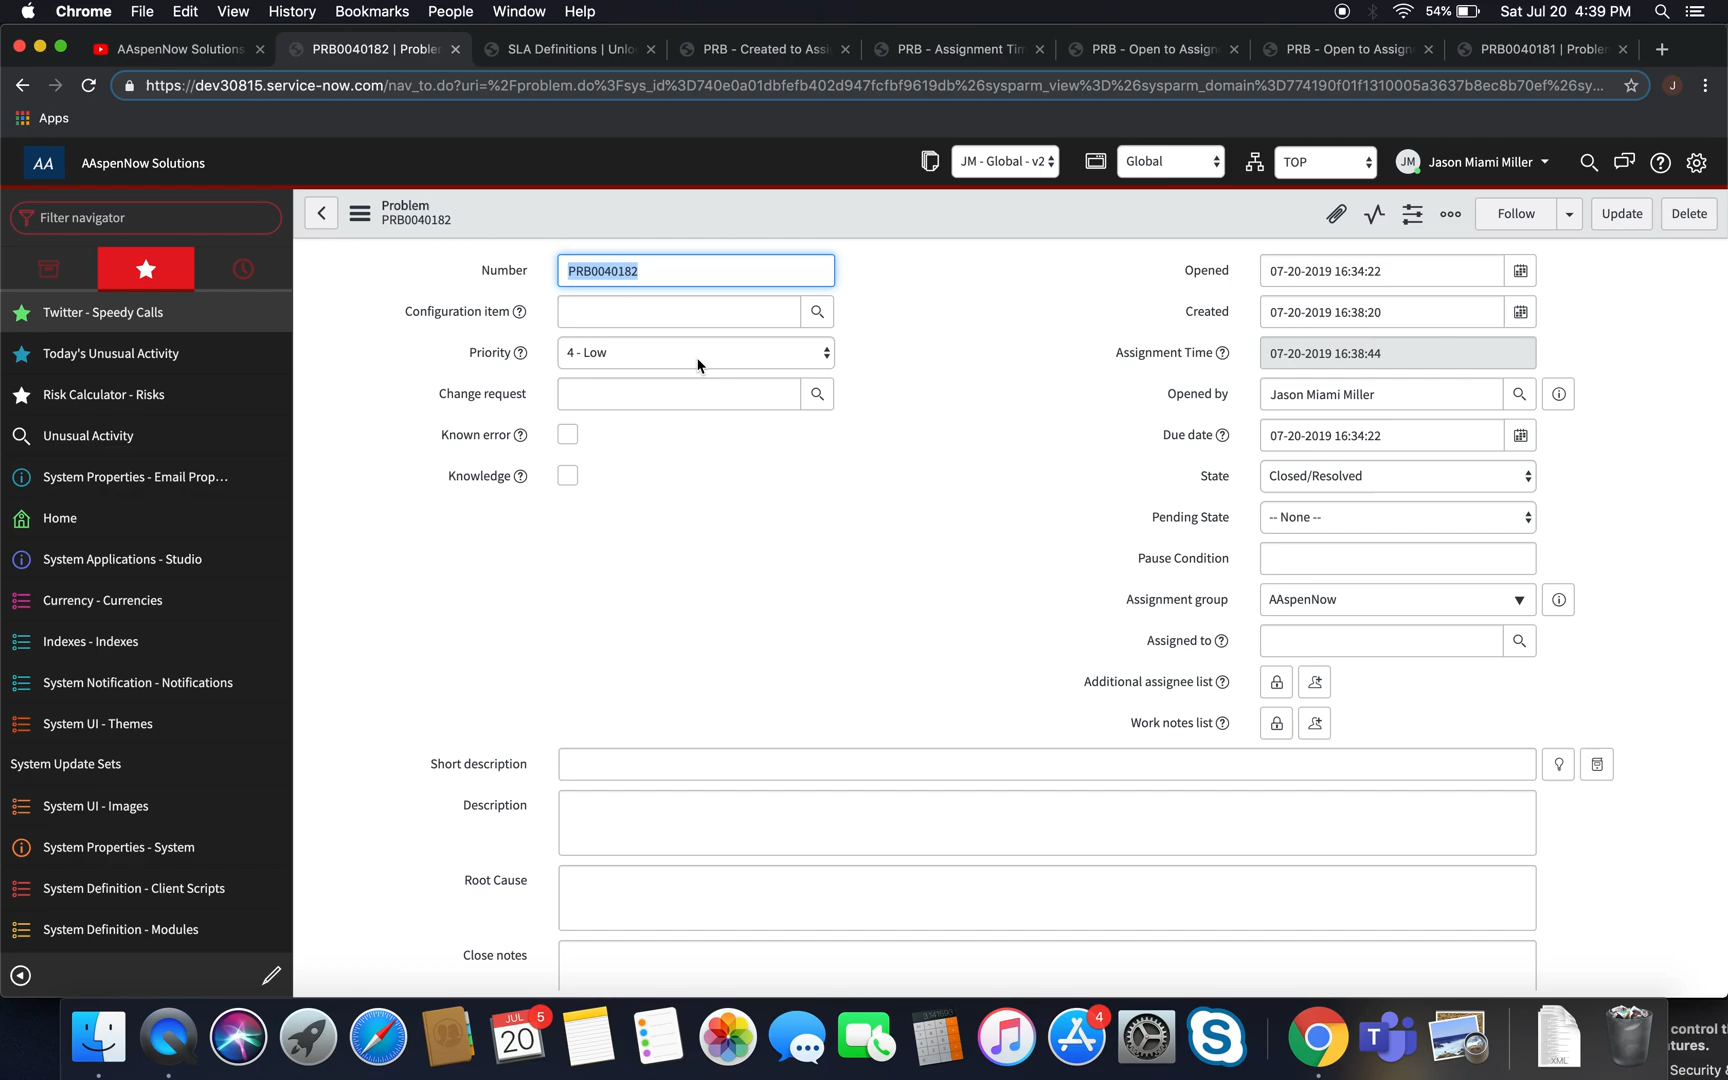 Chrome File Edit View History Bookmarks People Window Help 54% Sat Jul 20 4:39 PM
AAspenNow Solutions PRB0040182 | Proble SLA Definitions | Unlo PRB - Created to Assi PRB - Assignment Tim PRB - Open to Assign PRB - Open to Assign PRB0040181 | Proble
https://dev30815.service-now.com/nav_to.do?uri=%2Fproblem.do%3Fsys_id%3D740e0a01dbfefb402d947fcfbf9619db%26sysparm_view%3D%26sysparm_domain%3D774190f01f1310005a3637b8ec8b70ef%26sy... J
Apps
AA AAspenNow Solutions JM - Global - v2 Global TOP JM Jason Miami Miller
Filter navigator
Problem
PRB0040182
Follow Update Delete
Number PRB0040182 Opened 07-20-2019 16:34:22
Configuration item Created 07-20-2019 16:38:20
Priority 4 - Low Assignment Time 07-20-2019 16:38:44
Change request Opened by Jason Miami Miller
Known error Due date 07-20-2019 16:34:22
Knowledge State Closed/Resolved
Pending State -- None --
Pause Condition
Assignment group AAspenNow
Assigned to
Additional assignee list
Work notes list
Short description
Description
Root Cause
Close notes
Twitter - Speedy Calls
Today's Unusual Activity
Risk Calculator - Risks
Unusual Activity
System Properties - Email Prop...
Home
System Applications - Studio
Currency - Currencies
Indexes - Indexes
System Notification - Notifications
System UI - Themes
System Update Sets
System UI - Images
System Properties - System
System Definition - Client Scripts
System Definition - Modules
JUL
20
5
4
XML
control t
tures.
Security